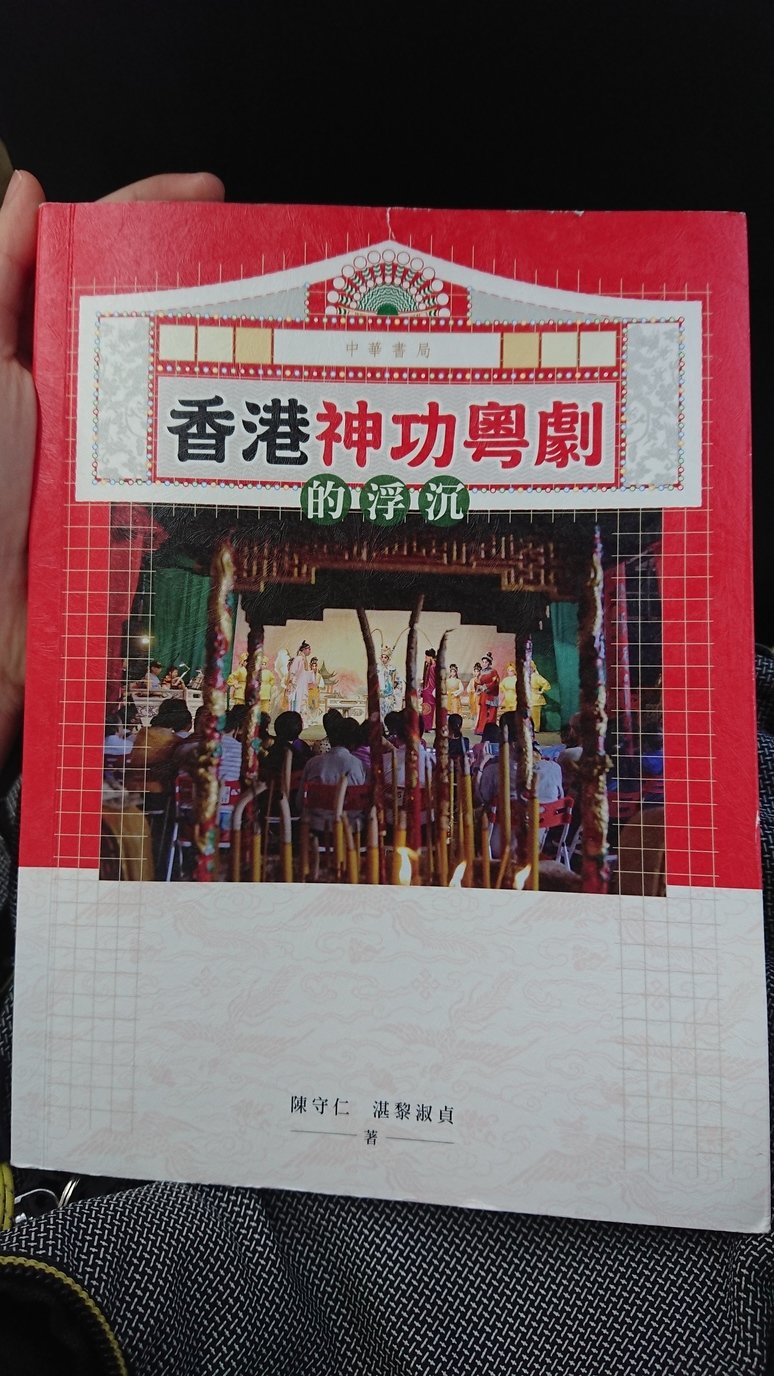 中華書局
香港神功粵劇
的浮沉
陳守仁 湛黎淑貞
著